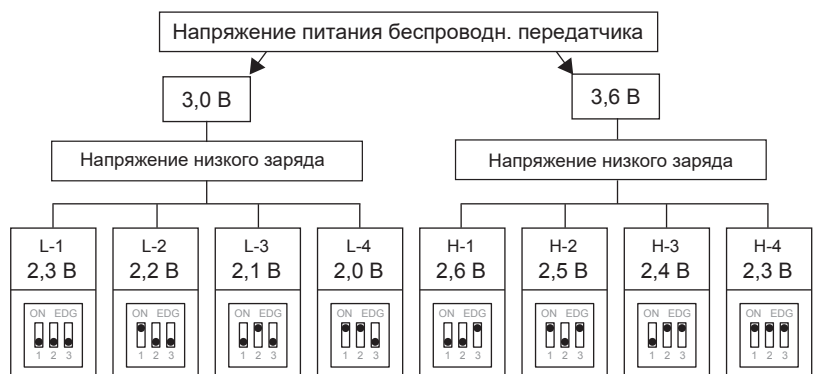 Напряжение питания беспроводн. передатчика
3,0 В
3,6 В
Напряжение низкого заряда
Напряжение низкого заряда
L-1
2,3 В
L-2
2,2 В
L-3
2,1 В
L-4
2,0 В
H-1
2,6 В
H-2
2,5 В
H-3
2,4 В
H-4
2,3 В
ON EDG
1 2 3
ON EDG
1 2 3
ON EDG
1 2 3
ON EDG
1 2 3
ON EDG
1 2 3
ON EDG
1 2 3
ON EDG
1 2 3
ON EDG
1 2 3